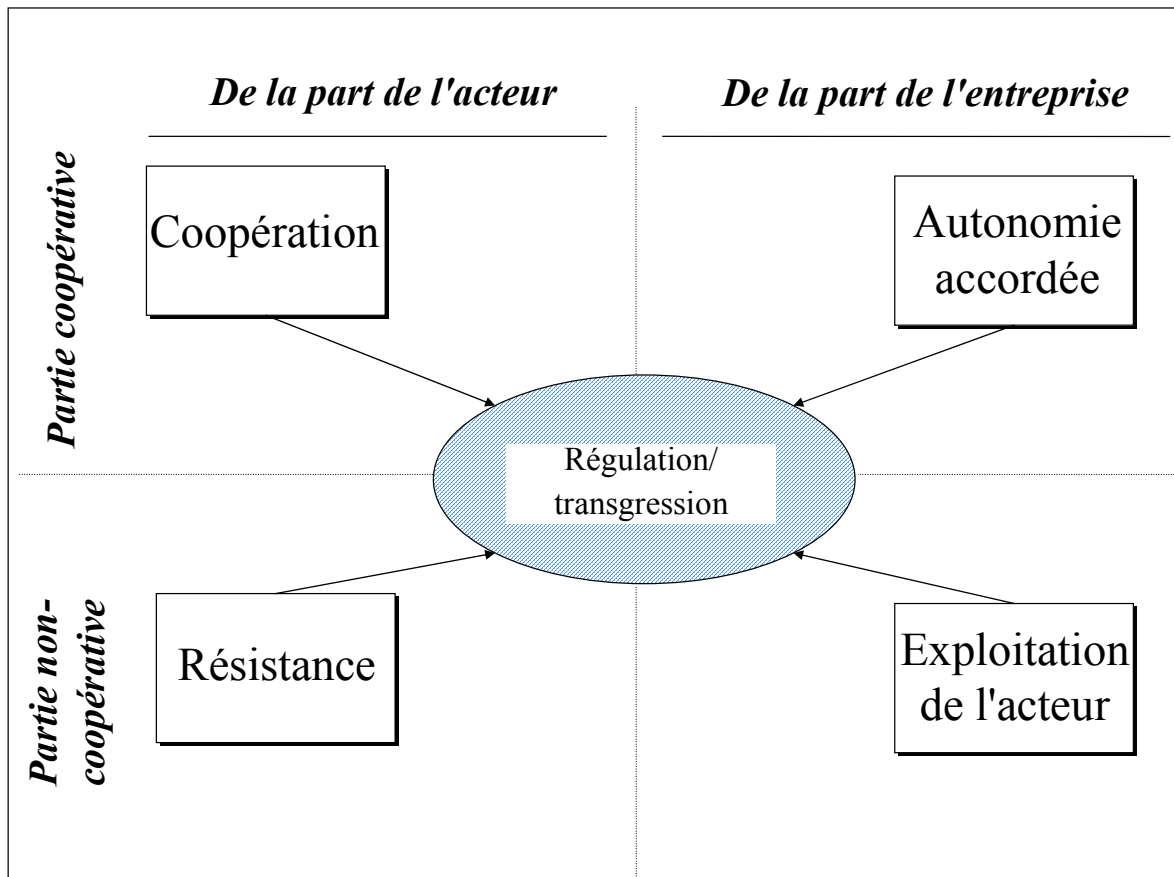 De la part de l'acteur
De la part de l'entreprise
Partie coopérative
Coopération
Autonomie
accordée
Régulation/
transgression
Partie non-
coopérative
Résistance
Exploitation
de l'acteur